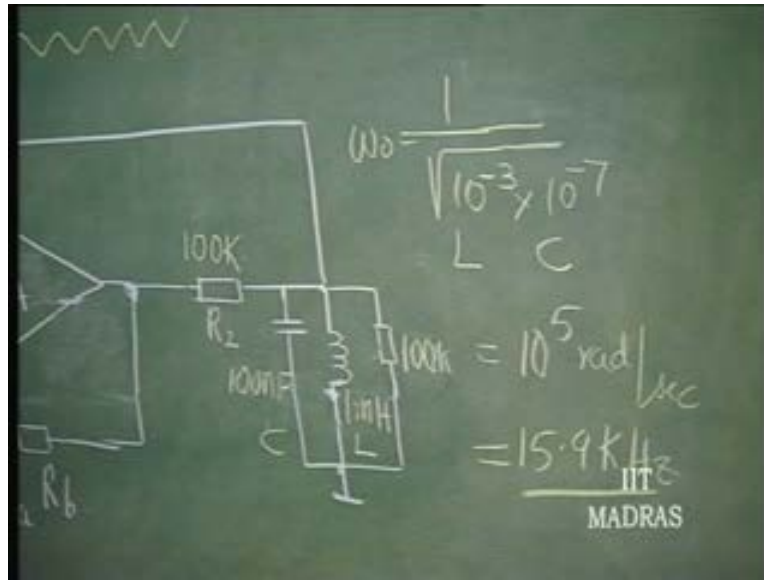 ω₀ = 1
√10⁻³ × 10⁻⁷
L C
100K
R₂
100nF
C
1mH
L
100k
= 10⁵ rad/sec
= 15.9 KHz
Rb
IIT
MADRAS